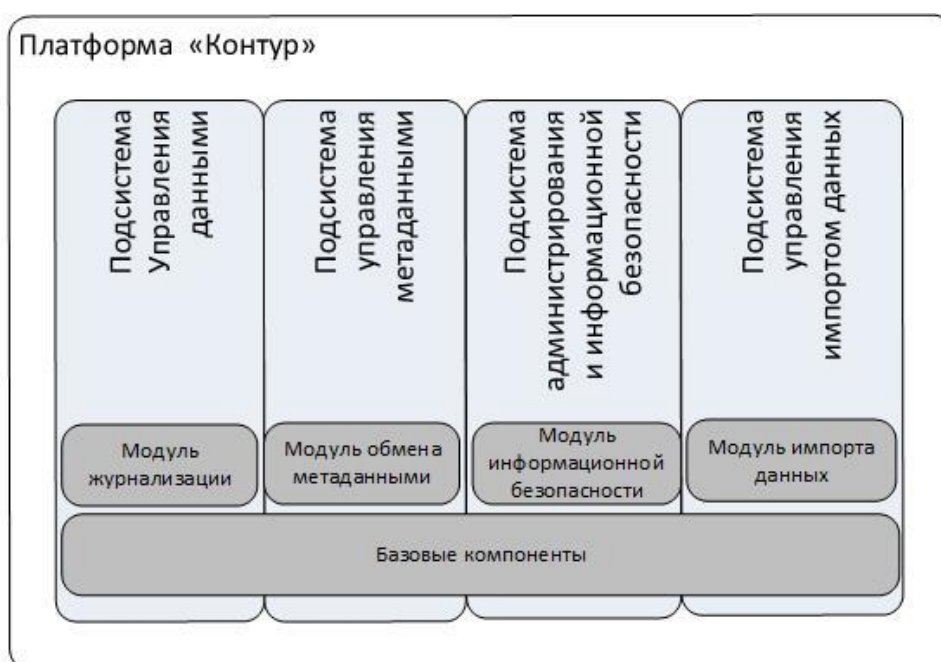 Платформа «Контур»
Подсистема
Управления
данными
Подсистема
управления
метаданными
Подсистема
администрирования
и информационной
безопасности
Подсистема
управления
импортом данных
Модуль
журнализации
Модуль обмена
метаданными
Модуль
информационной
безопасности
Модуль импорта
данных
Базовые компоненты